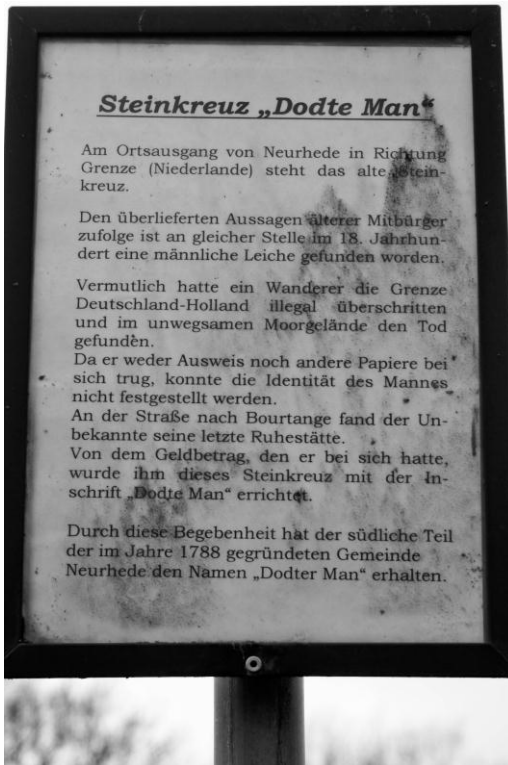 Steinkreuz „Dodte Man“
Am Ortsausgang von Neurhede in Richtung
Grenze (Niederlande) steht das alte Stein-
kreuz.
Den überlieferten Aussagen älterer Mitbürger
zufolge ist an gleicher Stelle im 18. Jahrhun-
dert eine männliche Leiche gefunden worden.
Vermutlich hatte ein Wanderer die Grenze
Deutschland-Holland illegal überschritten
und im unwegsamen Moorgelände den Tod
gefunden.
Da er weder Ausweis noch andere Papiere bei
sich trug, konnte die Identität des Mannes
nicht festgestellt werden.
An der Straße nach Bourtange fand der Un-
bekannte seine letzte Ruhestätte.
Von dem Geldbetrag, den er bei sich hatte,
wurde ihm dieses Steinkreuz mit der In-
schrift „Dodte Man“ errichtet.
Durch diese Begebenheit hat der südliche Teil
der im Jahre 1788 gegründeten Gemeinde
Neurhede den Namen „Dodter Man“ erhalten.